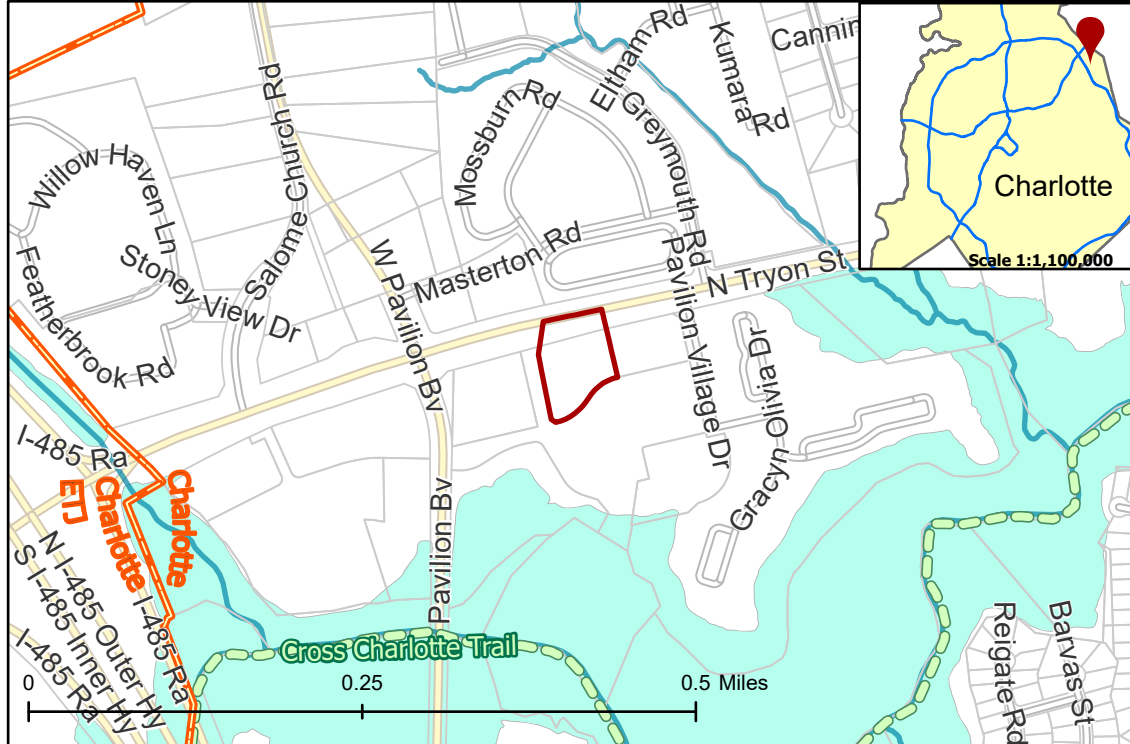 Eltham Rd
Kumara Rd
Cannin
Charlotte
Scale 1:1,100,000
Salome Church Rd
Mossburn Rd
Greymouth Rd
Willow Haven Ln
Stoney View Dr
Featherbrook Rd
W Pavilion Bv
Masterton Rd
N Tryon St
Pavilion Village Dr
Gracyn Olivia Dr
I-485 Ra
ETJ
Charlotte
Charlotte
Pavilion Bv
N I-485 Outer Hy
S I-485 Inner Hy
I-485 Ra
I-485 Ra
Cross Charlotte Trail
Reigate Rd
Barvas St
0 0.25 0.5 Miles